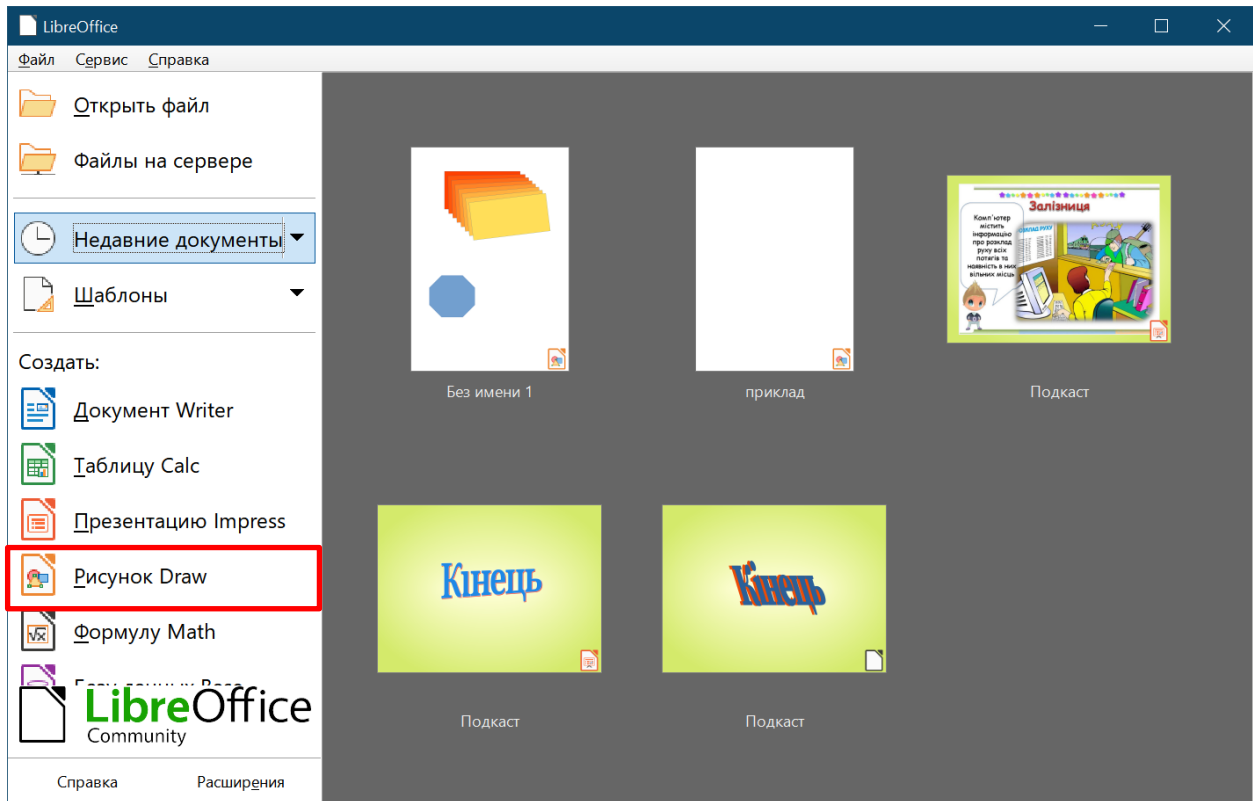 LibreOffice
Файл Сервис Справка
Открыть файл
Файлы на сервере
Недавние документы
Шаблоны
Создать:
Документ Writer
Таблицу Calc
Презентацию Impress
Рисунок Draw
Формулу Math
LibreOffice
Community
Справка Расширения
Без имени 1
приклад
Залізниця
Комп'ютер
містить
інформацію
про розклад
руху всіх
потягів та
наявність в них
вільних місць
Подкаст
Кінець
Подкаст
Кінець
Подкаст